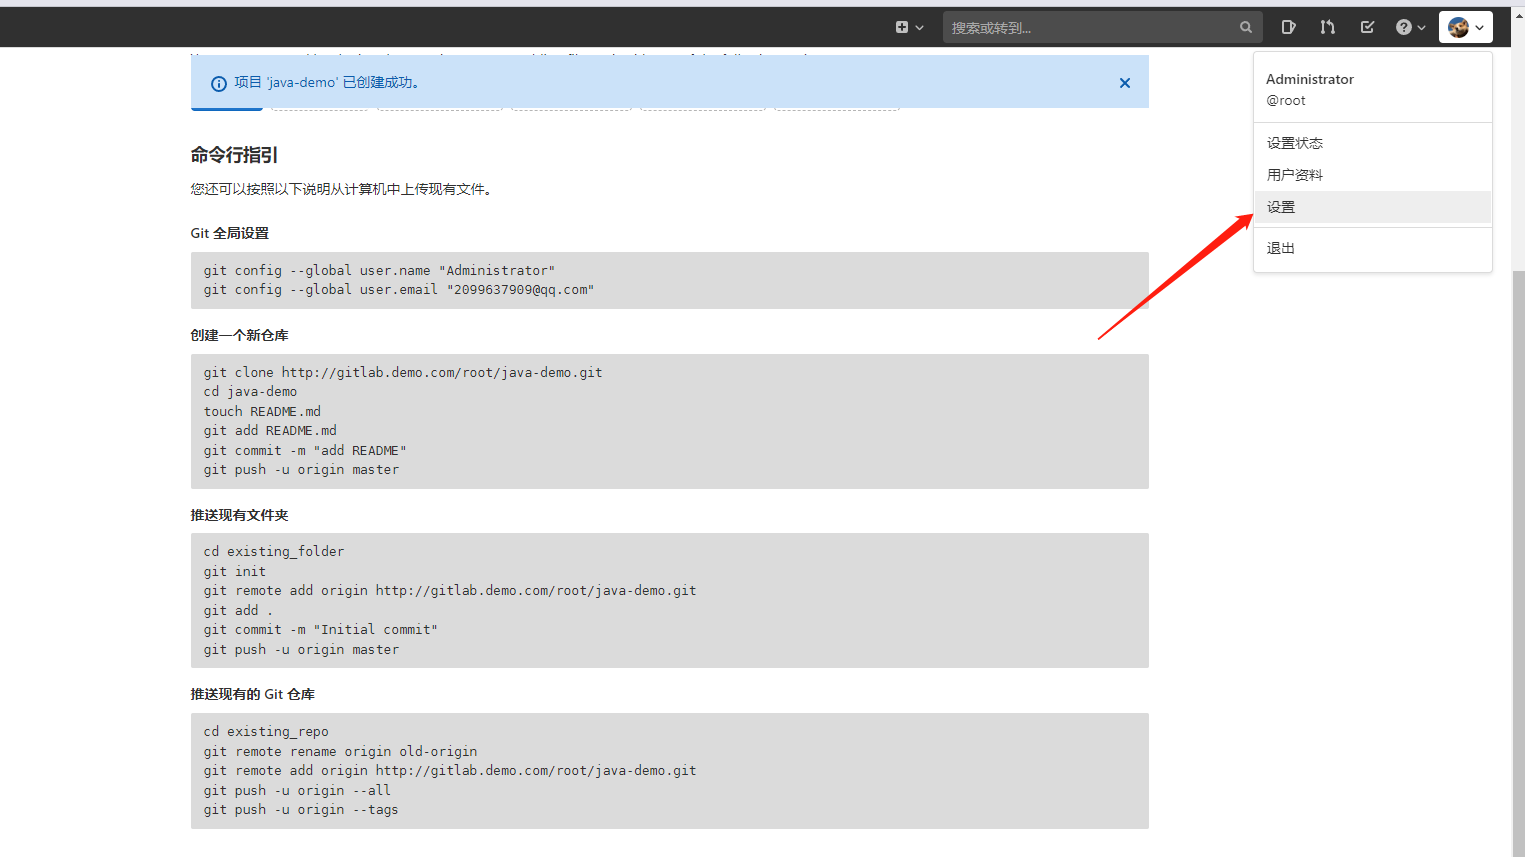 搜索或转到...
项目 'java-demo' 已创建成功。
Administrator
@root
设置状态
用户资料
设置
退出
命令行指引
您还可以按照以下说明从计算机中上传现有文件。
Git 全局设置
git config --global user.name "Administrator"
git config --global user.email "2099637909@qq.com"
创建一个新仓库
git clone http://gitlab.demo.com/root/java-demo.git
cd java-demo
touch README.md
git add README.md
git commit -m "add README"
git push -u origin master
推送现有文件夹
cd existing_folder
git init
git remote add origin http://gitlab.demo.com/root/java-demo.git
git add .
git commit -m "Initial commit"
git push -u origin master
推送现有的 Git 仓库
cd existing_repo
git remote rename origin old-origin
git remote add origin http://gitlab.demo.com/root/java-demo.git
git push -u origin --all
git push -u origin --tags